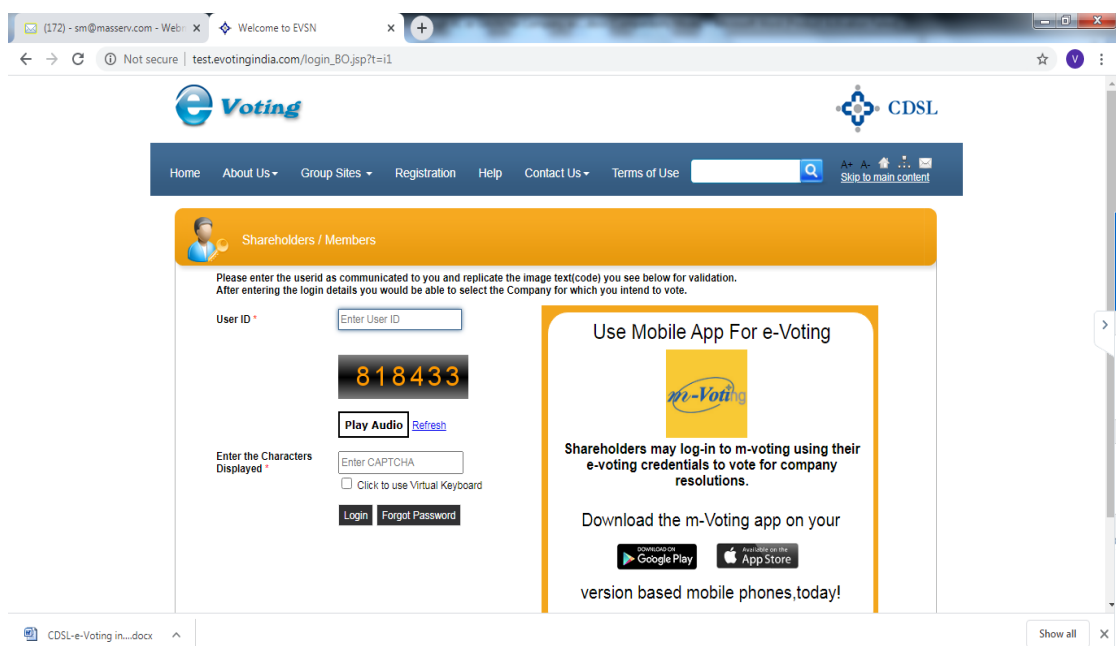 (172) - sm@masserv.com - Web
Welcome to EVSN
Not secure | test.evotingindia.com/login_BO.jsp?t=i1
V
e Voting
CDSL
Home About Us Group Sites Registration Help Contact Us Terms of Use
A+ A-
Skip to main content
Shareholders / Members
Please enter the userid as communicated to you and replicate the image text(code) you see below for validation.
After entering the login details you would be able to select the Company for which you intend to vote.
User ID *
Enter User ID
818433
Play Audio Refresh
Enter the Characters
Displayed *
Enter CAPTCHA
Click to use Virtual Keyboard
Login Forgot Password
Use Mobile App For e-Voting
m-Voting
Shareholders may log-in to m-voting using their
e-voting credentials to vote for company
resolutions.
Download the m-Voting app on your
DOWNLOAD ON
Google Play
Available on the
App Store
version based mobile phones,today!
CDSL-e-Voting in....docx
Show all